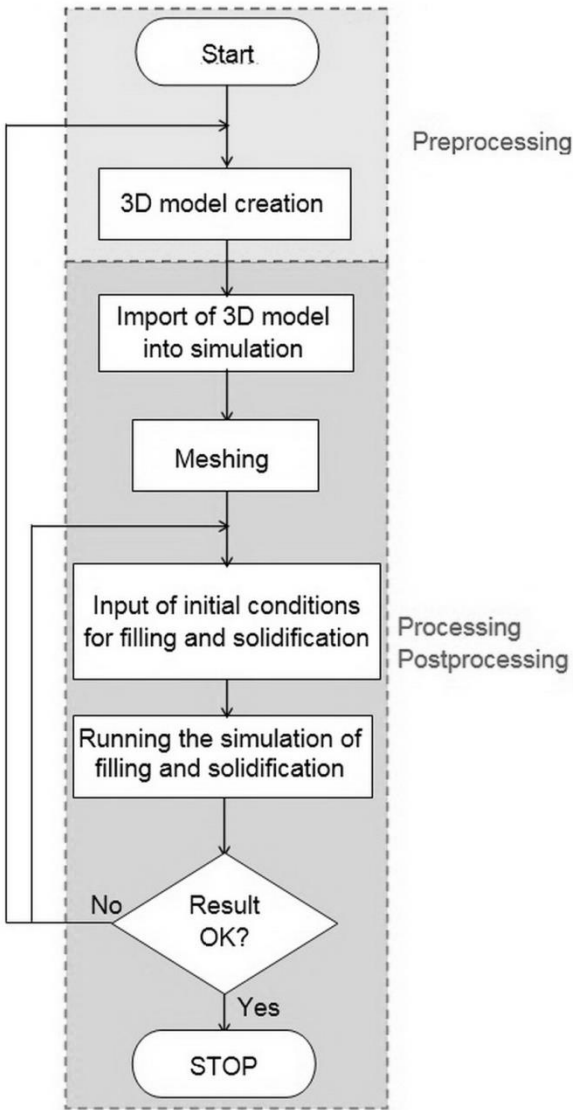 Start
Preprocessing
3D model creation
Import of 3D model
into simulation
Meshing
Input of initial conditions
for filling and solidification
Processing
Postprocessing
Running the simulation of
filling and solidification
No
Result
OK?
Yes
STOP